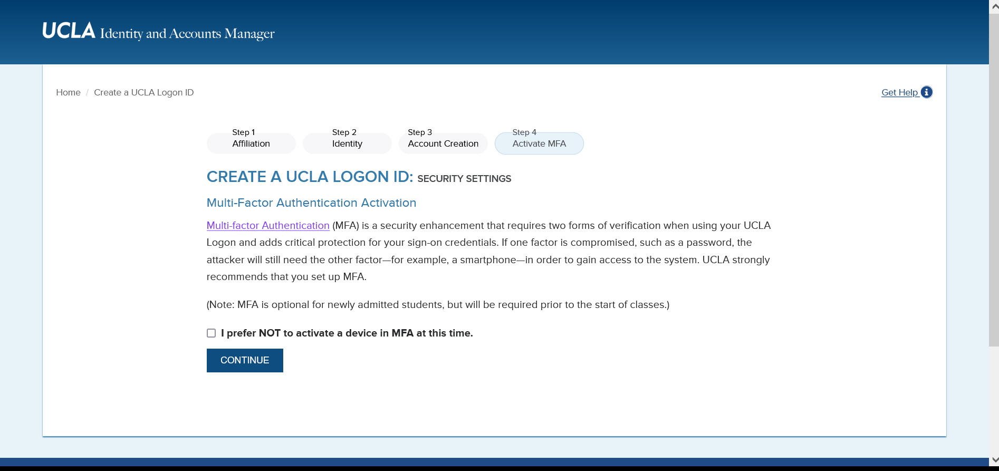 UCLA Identity and Accounts Manager
Home / Create a UCLA Logon ID
Get Help
Step 1
Affiliation
Step 2
Identity
Step 3
Account Creation
Step 4
Activate MFA
CREATE A UCLA LOGON ID: SECURITY SETTINGS
Multi-Factor Authentication Activation
Multi-factor Authentication (MFA) is a security enhancement that requires two forms of verification when using your UCLA
Logon and adds critical protection for your sign-on credentials. If one factor is compromised, such as a password, the
attacker will still need the other factor—for example, a smartphone—in order to gain access to the system. UCLA strongly
recommends that you set up MFA.
(Note: MFA is optional for newly admitted students, but will be required prior to the start of classes.)
I prefer NOT to activate a device in MFA at this time.
CONTINUE